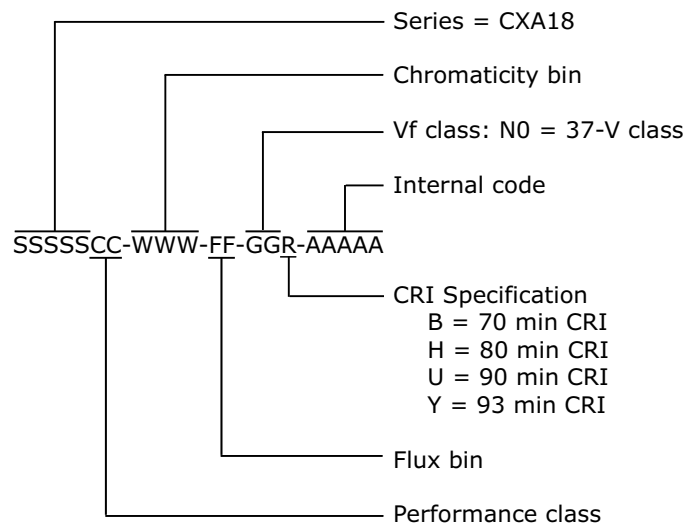 Series = CXA18
Chromaticity bin
Vf class: N0 = 37-V class
Internal code
SSSSSCC-WWW-FF-GGR-AAAAA
CRI Specification
B = 70 min CRI
H = 80 min CRI
U = 90 min CRI
Y = 93 min CRI
Flux bin
Performance class